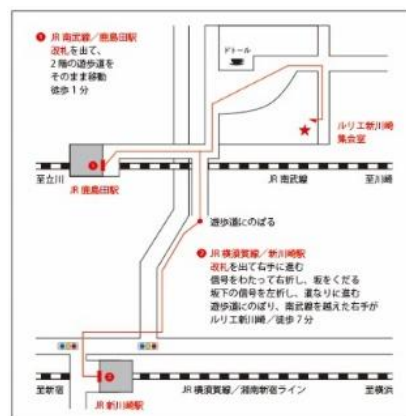 ❶ JR 南武線／鹿島田駅
改札を出て、
2階の遊歩道を
そのまま移動
徒歩1分
ドトール
ルリエ新川崎
集会室
❶
至立川
JR 南武線
至川崎
JR 鹿島田駅
遊歩道にのぼる
❷ JR 横須賀線／新川崎駅
改札を出て右手に進む
信号をわたって右折し、坂をくだる
坂下の信号を左折し、道なりに進む
遊歩道にのぼり、南武線を越えた右手が
ルリエ新川崎／徒歩7分
❷
至新宿
JR 横須賀線／湘南新宿ライン
至横浜
JR 新川崎駅